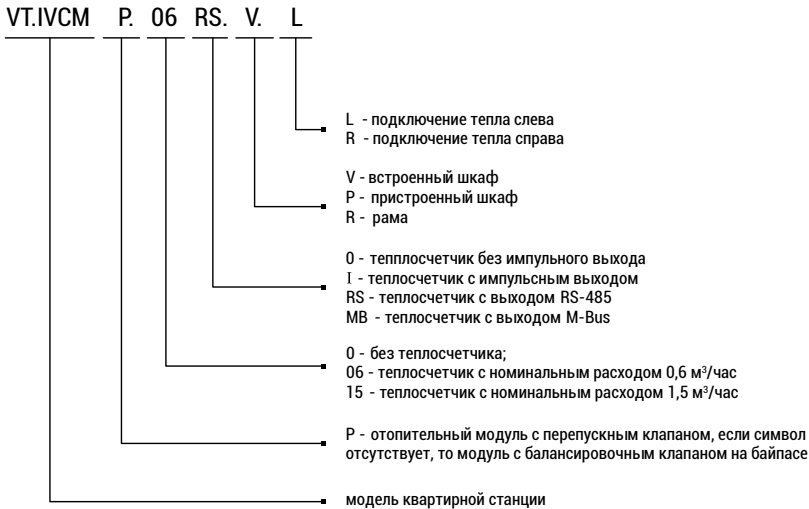 VT.IVCM P. 06 RS. V. L
L - подключение тепла слева
R - подключение тепла справа
V - встроенный шкаф
P - пристроенный шкаф
R - рама
0 - тепплосчетчик без импульного выхода
I - теплосчетчик с импульсным выходом
RS - теплосчетчик с выходом RS-485
MB - теплосчетчик с выходом M-Bus
0 - без теплосчетчика;
06 - теплосчетчик с номинальным расходом 0,6 м³/час
15 - теплосчетчик с номинальным расходом 1,5 м³/час
P - отопительный модуль с перепускным клапаном, если символ
отсутствует, то модуль с балансировочным клапаном на байпасе
модель квартирной станции